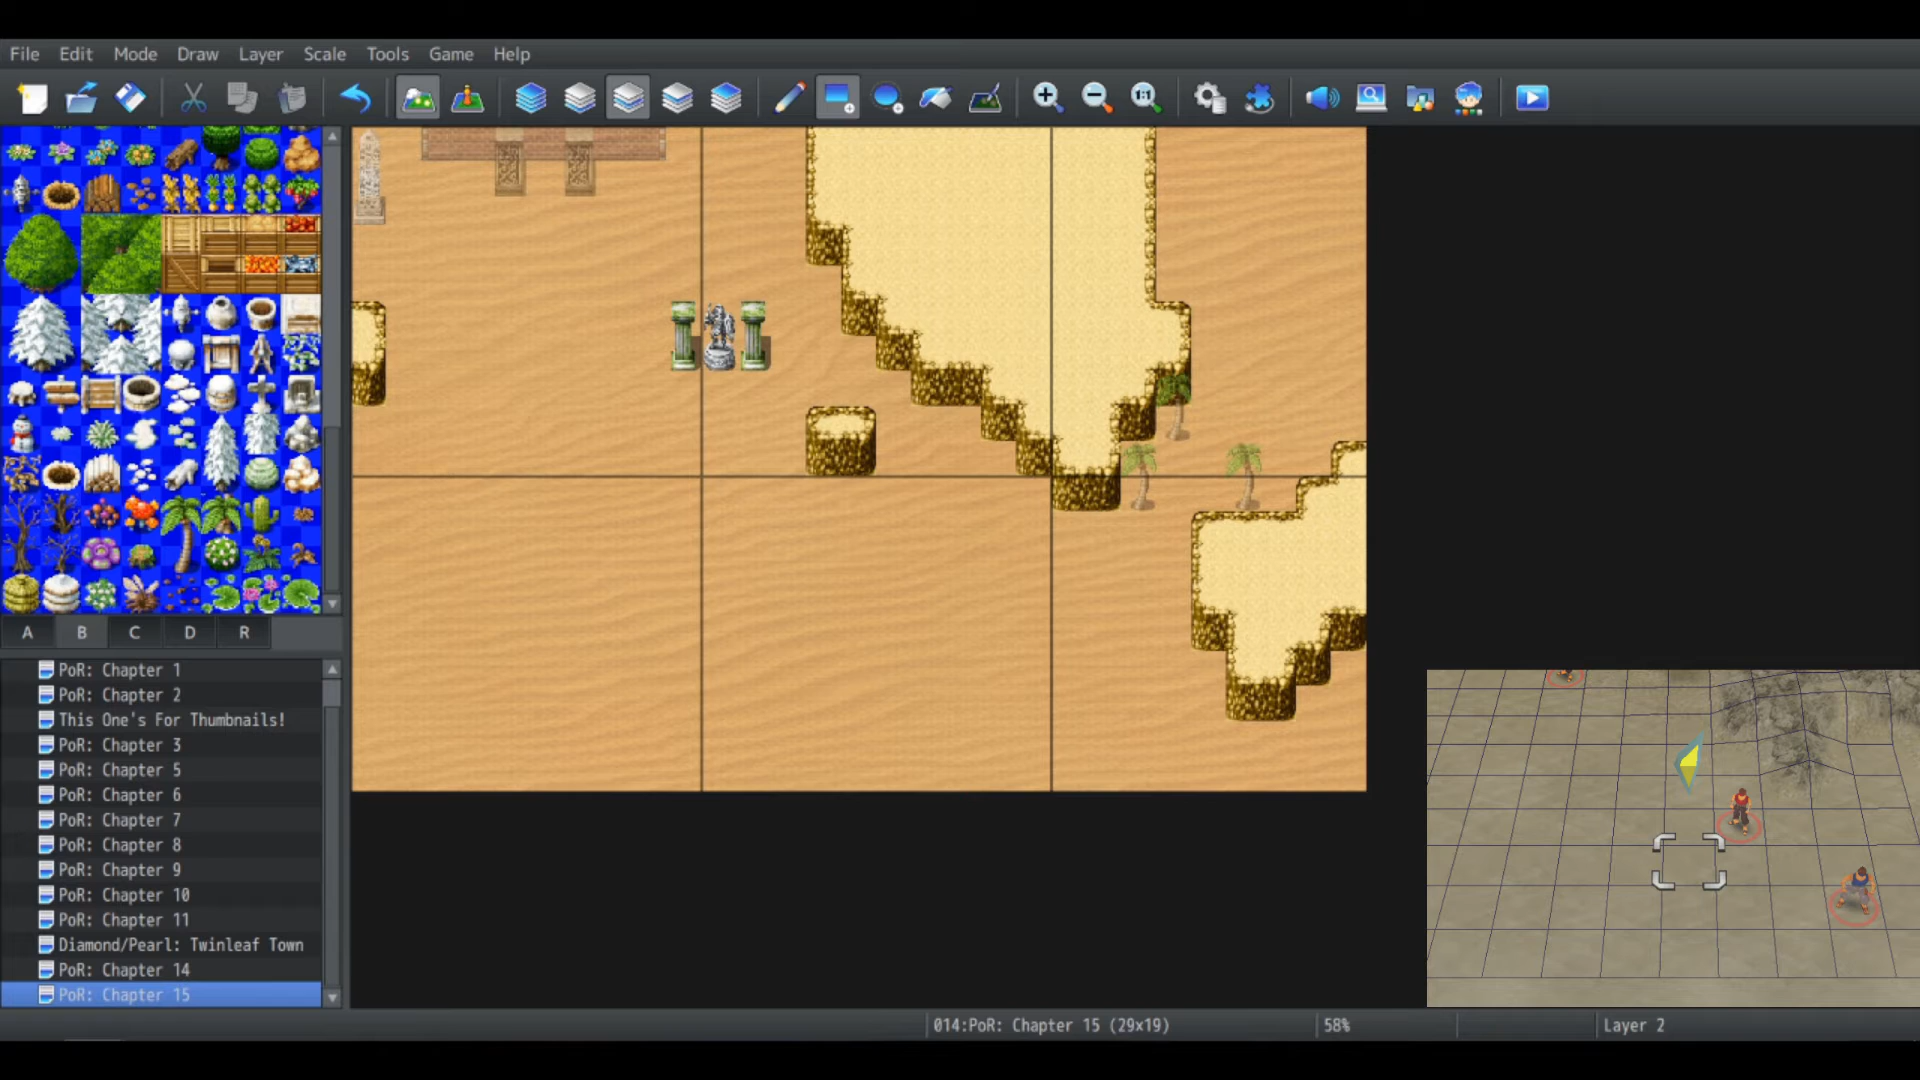 File Edit Mode Draw Layer Scale Tools Game Help
1:1
A B C D R
PoR: Chapter 1
PoR: Chapter 2
This One's For Thumbnails!
PoR: Chapter 3
PoR: Chapter 5
PoR: Chapter 6
PoR: Chapter 7
PoR: Chapter 8
PoR: Chapter 9
PoR: Chapter 10
PoR: Chapter 11
Diamond/Pearl: Twinleaf Town
PoR: Chapter 14
PoR: Chapter 15
014:PoR: Chapter 15 (29x19) 58% Layer 2